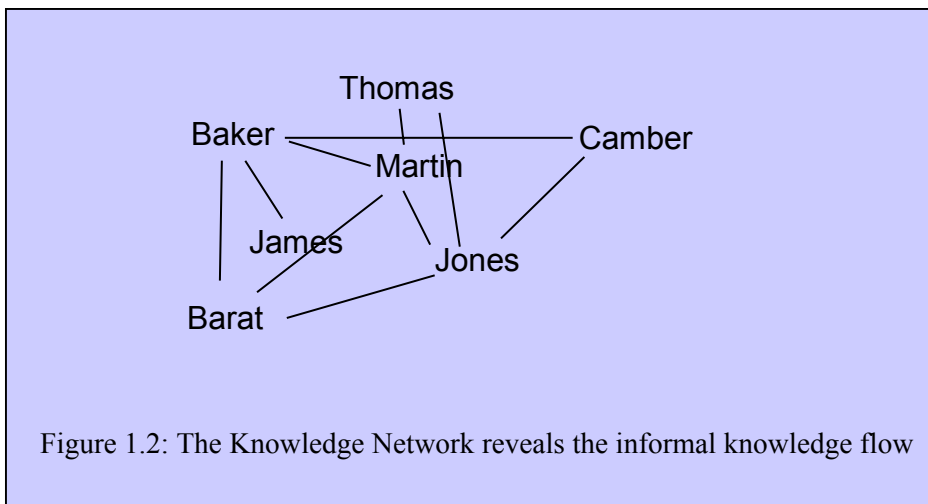 Thomas
Baker
Camber
Martin
James
Jones
Barat
Figure 1.2: The Knowledge Network reveals the informal knowledge flow